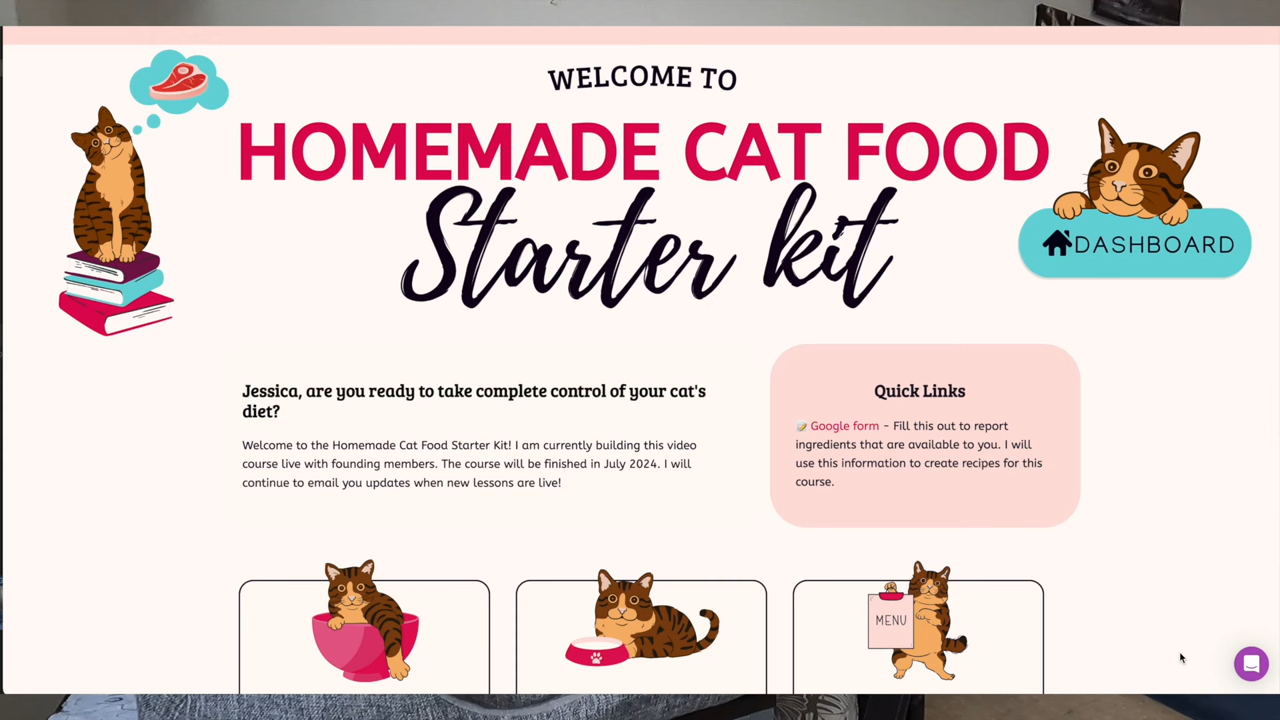 WELCOME TO
HOMEMADE CAT FOOD
Starter kit
DASHBOARD
Jessica, are you ready to take complete control of your cat's
diet?
Welcome to the Homemade Cat Food Starter Kit! I am currently building this video
course live with founding members. The course will be finished in July 2024. I will
continue to email you updates when new lessons are live!
Quick Links
Google form - Fill this out to report
ingredients that are available to you. I will
use this information to create recipes for this
course.
MENU